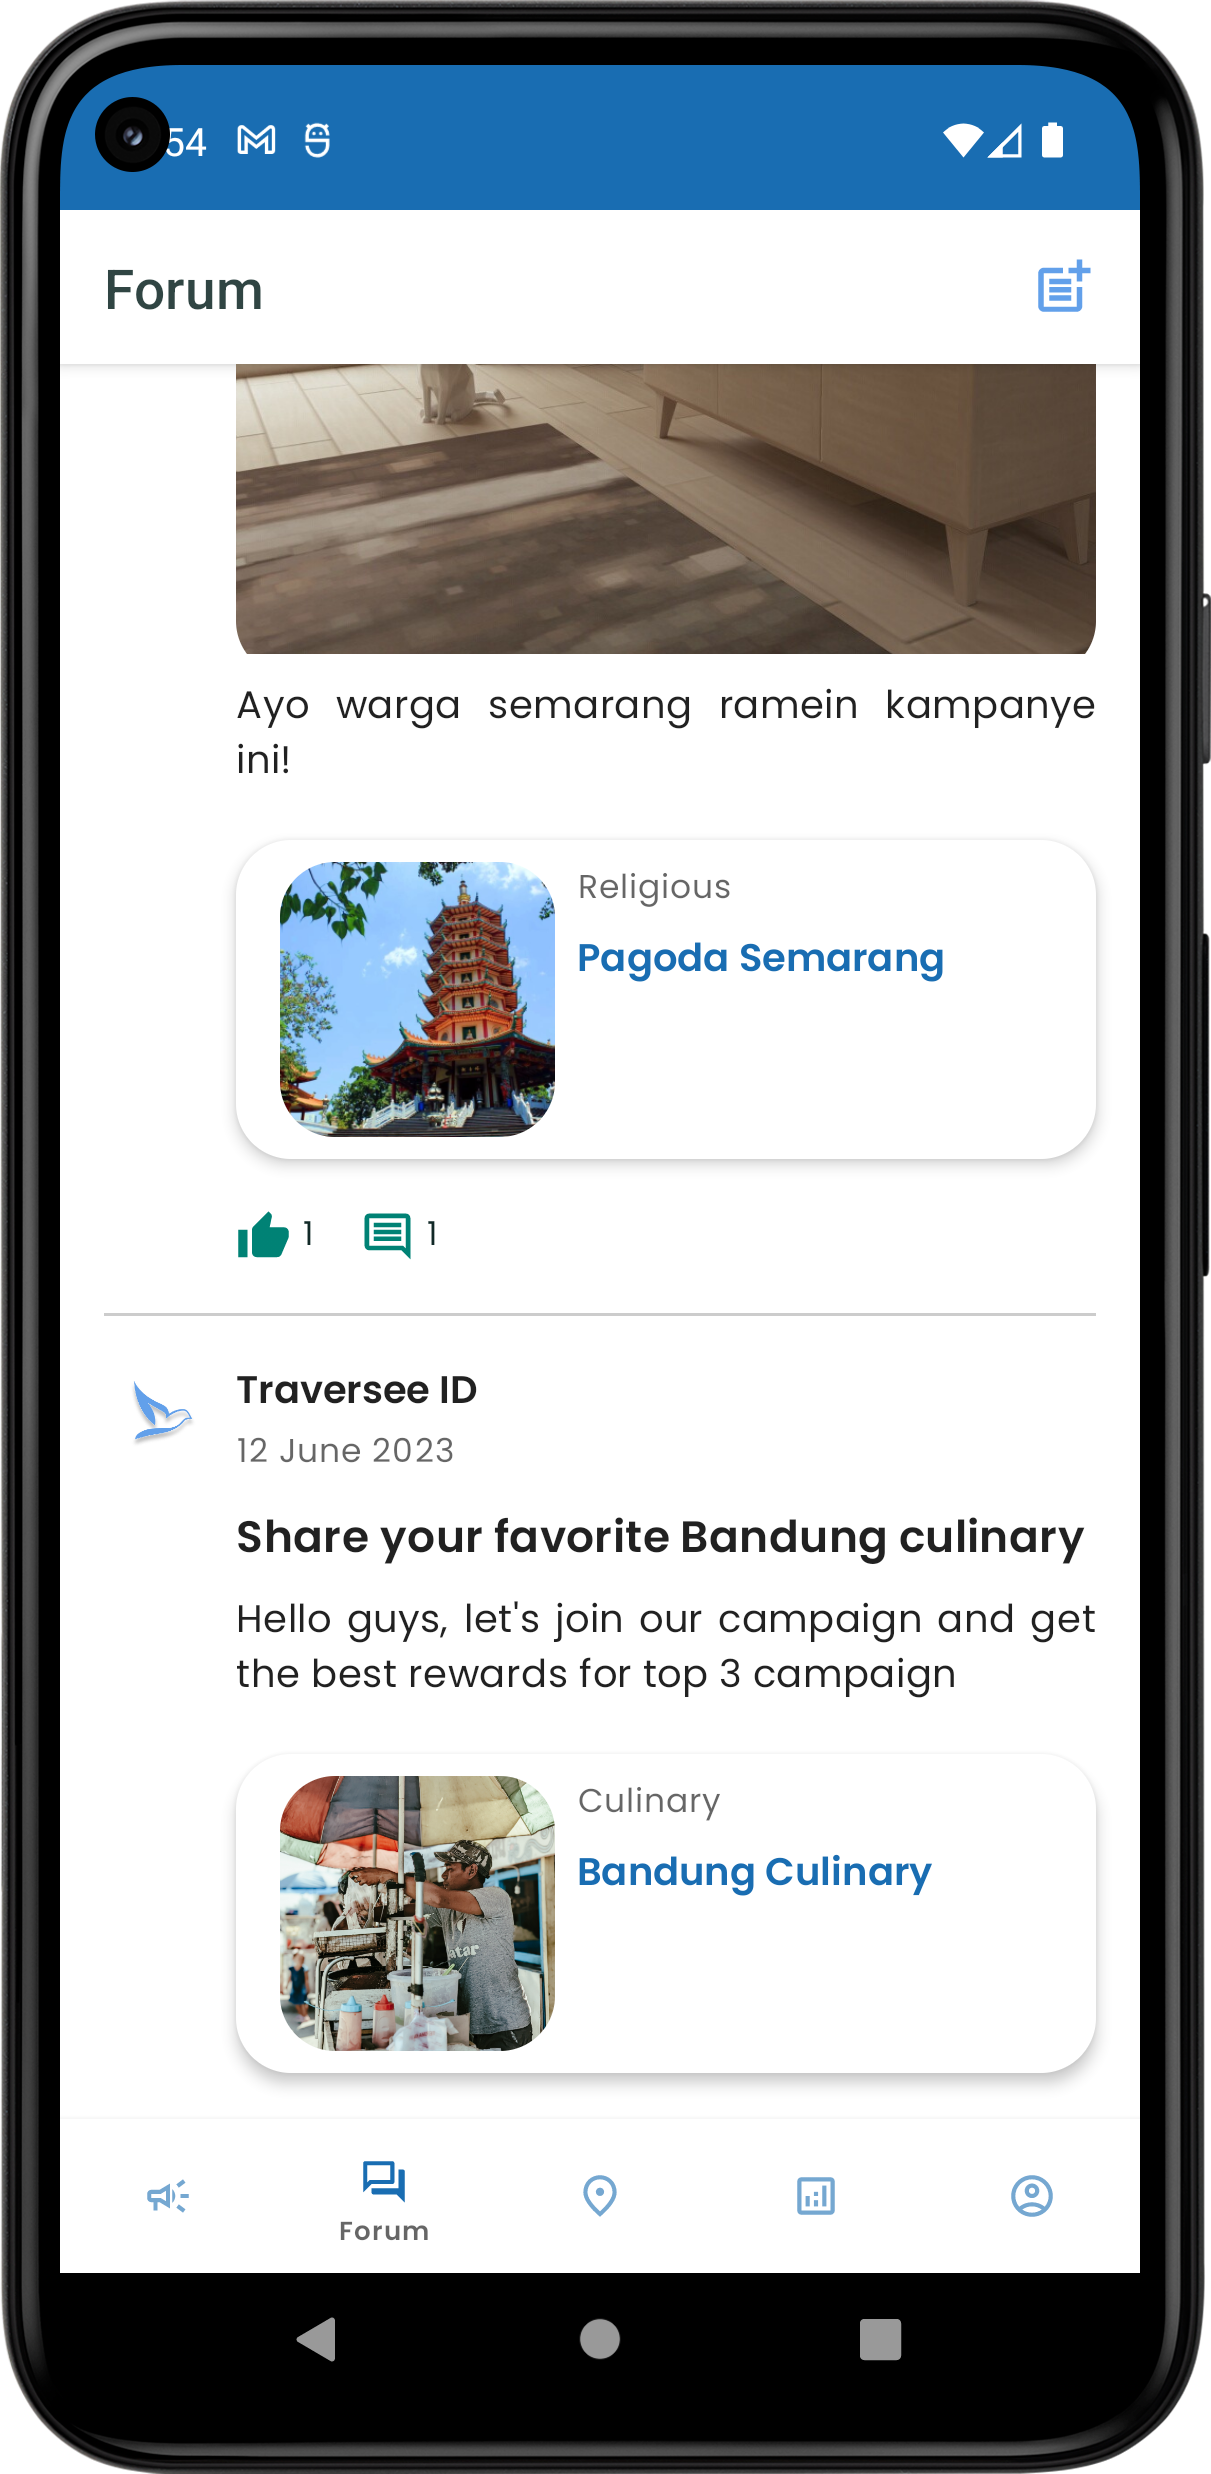 54
Forum
Ayo warga semarang ramein kampanye
ini!
Religious
Pagoda Semarang
1 1
Traversee ID
12 June 2023
Share your favorite Bandung culinary
Hello guys, let's join our campaign and get
the best rewards for top 3 campaign
Culinary
Bandung Culinary
atar
Forum